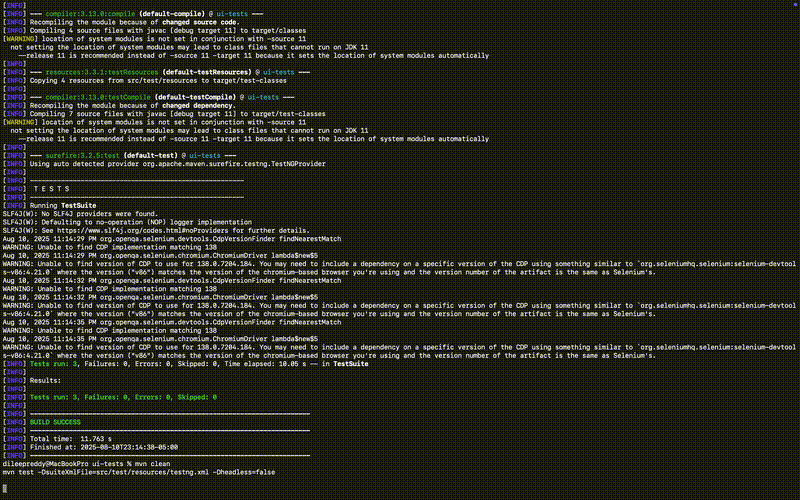 [INFO]
[INFO] --- compiler:3.13.0:compile (default-compile) @ ui-tests ---
[INFO] Recompiling the module because of changed source code.
[INFO] Compiling 4 source files with javac [debug target 11] to target/classes
[WARNING] location of system modules is not set in conjunction with -source 11
  not setting the location of system modules may lead to class files that cannot run on JDK 11
    --release 11 is recommended instead of -source 11 -target 11 because it sets the location of system modules automatically
[INFO]
[INFO] --- resources:3.3.1:testResources (default-testResources) @ ui-tests ---
[INFO] Copying 4 resources from src/test/resources to target/test-classes
[INFO]
[INFO] --- compiler:3.13.0:testCompile (default-testCompile) @ ui-tests ---
[INFO] Recompiling the module because of changed dependency.
[INFO] Compiling 7 source files with javac [debug target 11] to target/test-classes
[WARNING] location of system modules is not set in conjunction with -source 11
  not setting the location of system modules may lead to class files that cannot run on JDK 11
    --release 11 is recommended instead of -source 11 -target 11 because it sets the location of system modules automatically
[INFO]
[INFO] --- surefire:3.2.5:test (default-test) @ ui-tests ---
[INFO] Using auto detected provider org.apache.maven.surefire.testng.TestNGProvider
[INFO]
[INFO] -------------------------------------------------------
[INFO]  T E S T S
[INFO] -------------------------------------------------------
[INFO] Running TestSuite
SLF4J(W): No SLF4J providers were found.
SLF4J(W): Defaulting to no-operation (NOP) logger implementation
SLF4J(W): See https://www.slf4j.org/codes.html#noProviders for further details.
Aug 10, 2025 11:14:29 PM org.openqa.selenium.devtools.CdpVersionFinder findNearestMatch
WARNING: Unable to find CDP implementation matching 138
Aug 10, 2025 11:14:29 PM org.openqa.selenium.chromium.ChromiumDriver lambda$new$5
WARNING: Unable to find version of CDP to use for 138.0.7204.187. You may need to include a dependency on a specific version of the CDP using something similar to `org.seleniumhq.selenium:selenium-devtool
s-v86:4.21.0` where the version ("v86") matches the version of the chromium-based browser you're using and the version number of the artifact is the same as Selenium's.
Aug 10, 2025 11:14:32 PM org.openqa.selenium.devtools.CdpVersionFinder findNearestMatch
WARNING: Unable to find CDP implementation matching 138
Aug 10, 2025 11:14:32 PM org.openqa.selenium.chromium.ChromiumDriver lambda$new$5
WARNING: Unable to find version of CDP to use for 138.0.7204.187. You may need to include a dependency on a specific version of the CDP using something similar to `org.seleniumhq.selenium:selenium-devtool
s-v86:4.21.0` where the version ("v86") matches the version of the chromium-based browser you're using and the version number of the artifact is the same as Selenium's.
Aug 10, 2025 11:14:35 PM org.openqa.selenium.devtools.CdpVersionFinder findNearestMatch
WARNING: Unable to find CDP implementation matching 138
Aug 10, 2025 11:14:35 PM org.openqa.selenium.chromium.ChromiumDriver lambda$new$5
WARNING: Unable to find version of CDP to use for 138.0.7204.187. You may need to include a dependency on a specific version of the CDP using something similar to `org.seleniumhq.selenium:selenium-devtool
s-v86:4.21.0` where the version ("v86") matches the version of the chromium-based browser you're using and the version number of the artifact is the same as Selenium's.
[INFO] Tests run: 3, Failures: 0, Errors: 0, Skipped: 0, Time elapsed: 10.05 s -- in TestSuite
[INFO]
[INFO] Results:
[INFO]
[INFO] Tests run: 3, Failures: 0, Errors: 0, Skipped: 0
[INFO]
[INFO] ------------------------------------------------------------------------
[INFO] BUILD SUCCESS
[INFO] ------------------------------------------------------------------------
[INFO] Total time:  11.763 s
[INFO] Finished at: 2025-08-10T23:14:38-05:00
[INFO] ------------------------------------------------------------------------
dileepreddy@MacBookPro ui-tests % mvn clean
mvn test -DsuiteXmlFile=src/test/resources/testng.xml -Dheadless=false